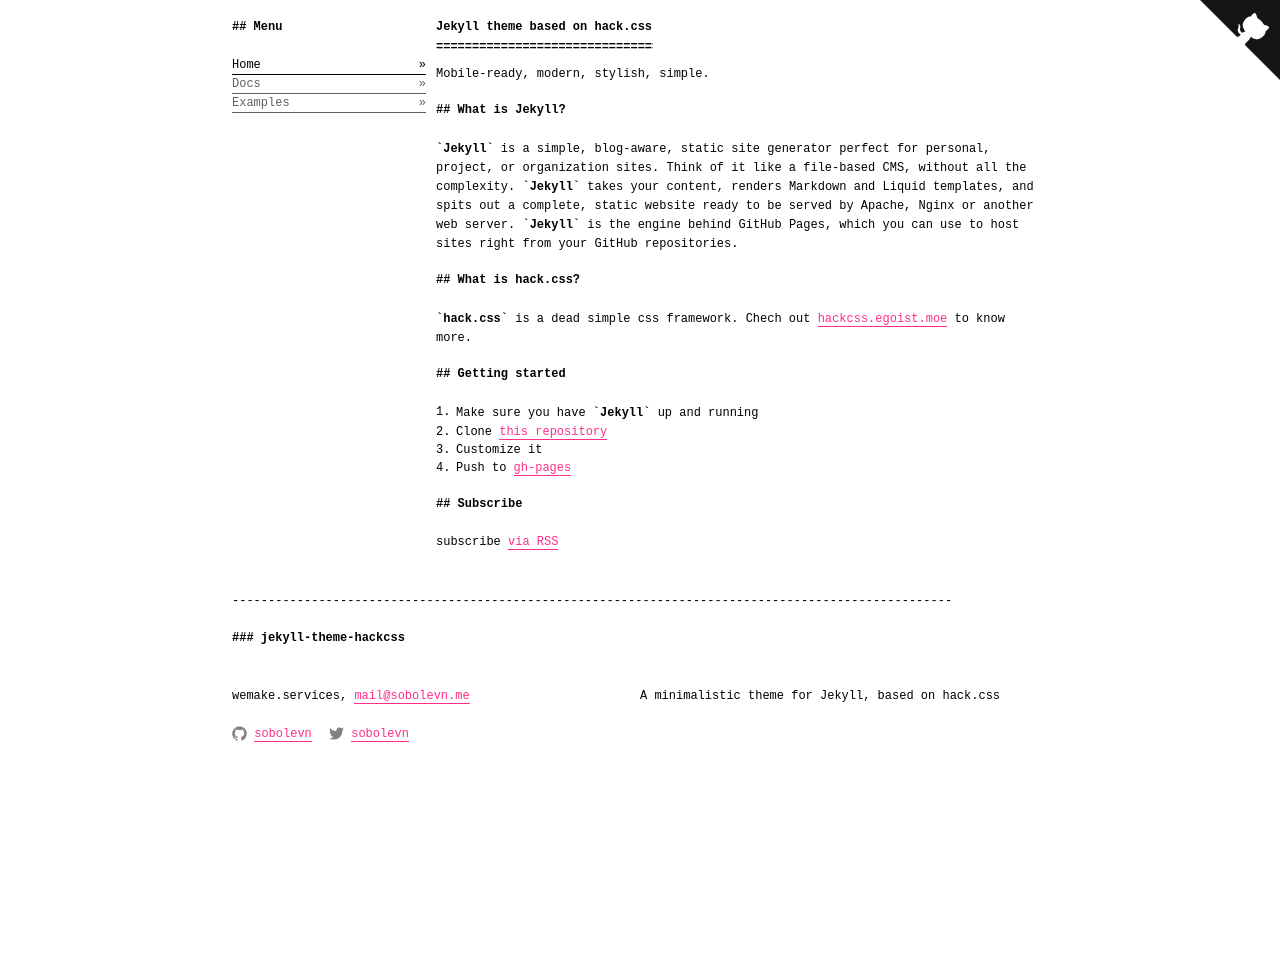 ## Menu
Home »
Docs »
Examples »
Jekyll theme based on hack.css
==============================
Mobile-ready, modern, stylish, simple.
## What is Jekyll?
`Jekyll` is a simple, blog-aware, static site generator perfect for personal,
project, or organization sites. Think of it like a file-based CMS, without all the
complexity. `Jekyll` takes your content, renders Markdown and Liquid templates, and
spits out a complete, static website ready to be served by Apache, Nginx or another
web server. `Jekyll` is the engine behind GitHub Pages, which you can use to host
sites right from your GitHub repositories.
## What is hack.css?
`hack.css` is a dead simple css framework. Chech out hackcss.egoist.moe to know
more.
## Getting started
1. Make sure you have `Jekyll` up and running
2. Clone this repository
3. Customize it
4. Push to gh-pages
## Subscribe
subscribe via RSS
----------------------------------------------------------------------------------------------------
### jekyll-theme-hackcss
wemake.services, mail@sobolevn.me
A minimalistic theme for Jekyll, based on hack.css
sobolevn sobolevn